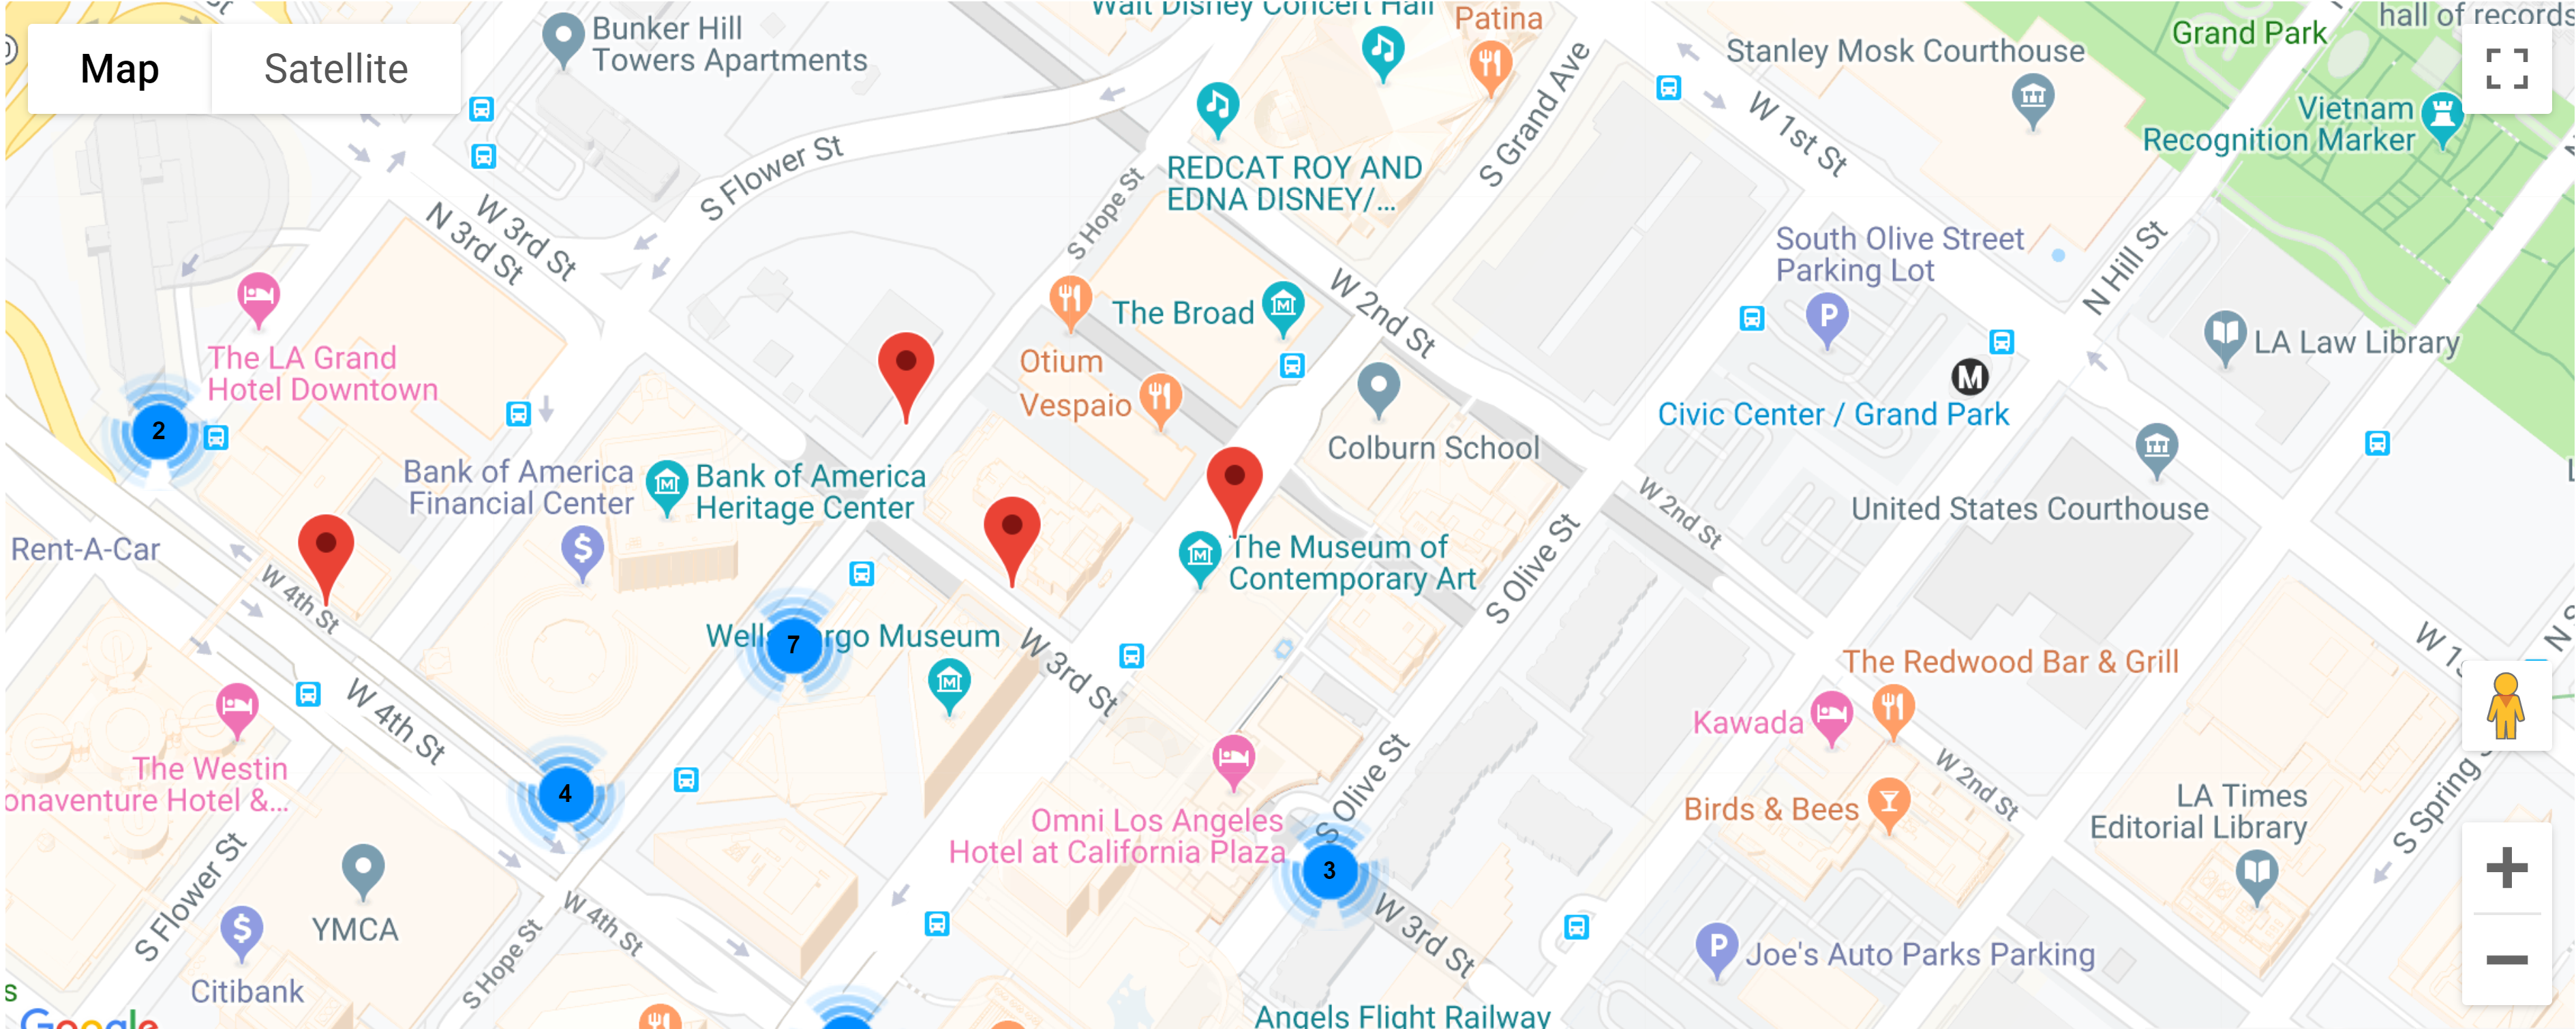 Walt Disney Concert Hall
Patina
hall of records
Grand Park
Bunker Hill
Towers Apartments
Stanley Mosk Courthouse
Map
Satellite
Vietnam
Recognition Marker
W 1st St
S Grand Ave
S Flower St
REDCAT ROY AND
EDNA DISNEY/...
S Hope St
W 3rd St
N 3rd St
South Olive Street
Parking Lot
N Hill St
The Broad
W 2nd St
LA Law Library
The LA Grand
Hotel Downtown
Otium
Vespaio
M
Civic Center / Grand Park
2
Colburn School
Bank of America
Financial Center
Bank of America
Heritage Center
W 2nd St
United States Courthouse
Rent-A-Car
The Museum of
Contemporary Art
S Olive St
W 4th St
7
Wells Fargo Museum
W 3rd St
The Redwood Bar & Grill
W 1s
Kawada
W 4th St
The Westin
onaventure Hotel &...
4
S Olive St
W 2nd St
Birds & Bees
LA Times
Editorial Library
S Spring
Omni Los Angeles
Hotel at California Plaza
3
S Flower St
YMCA
W 4th St
W 3rd St
S Hope St
P
Joe's Auto Parks Parking
Citibank
s
Google
Angels Flight Railway